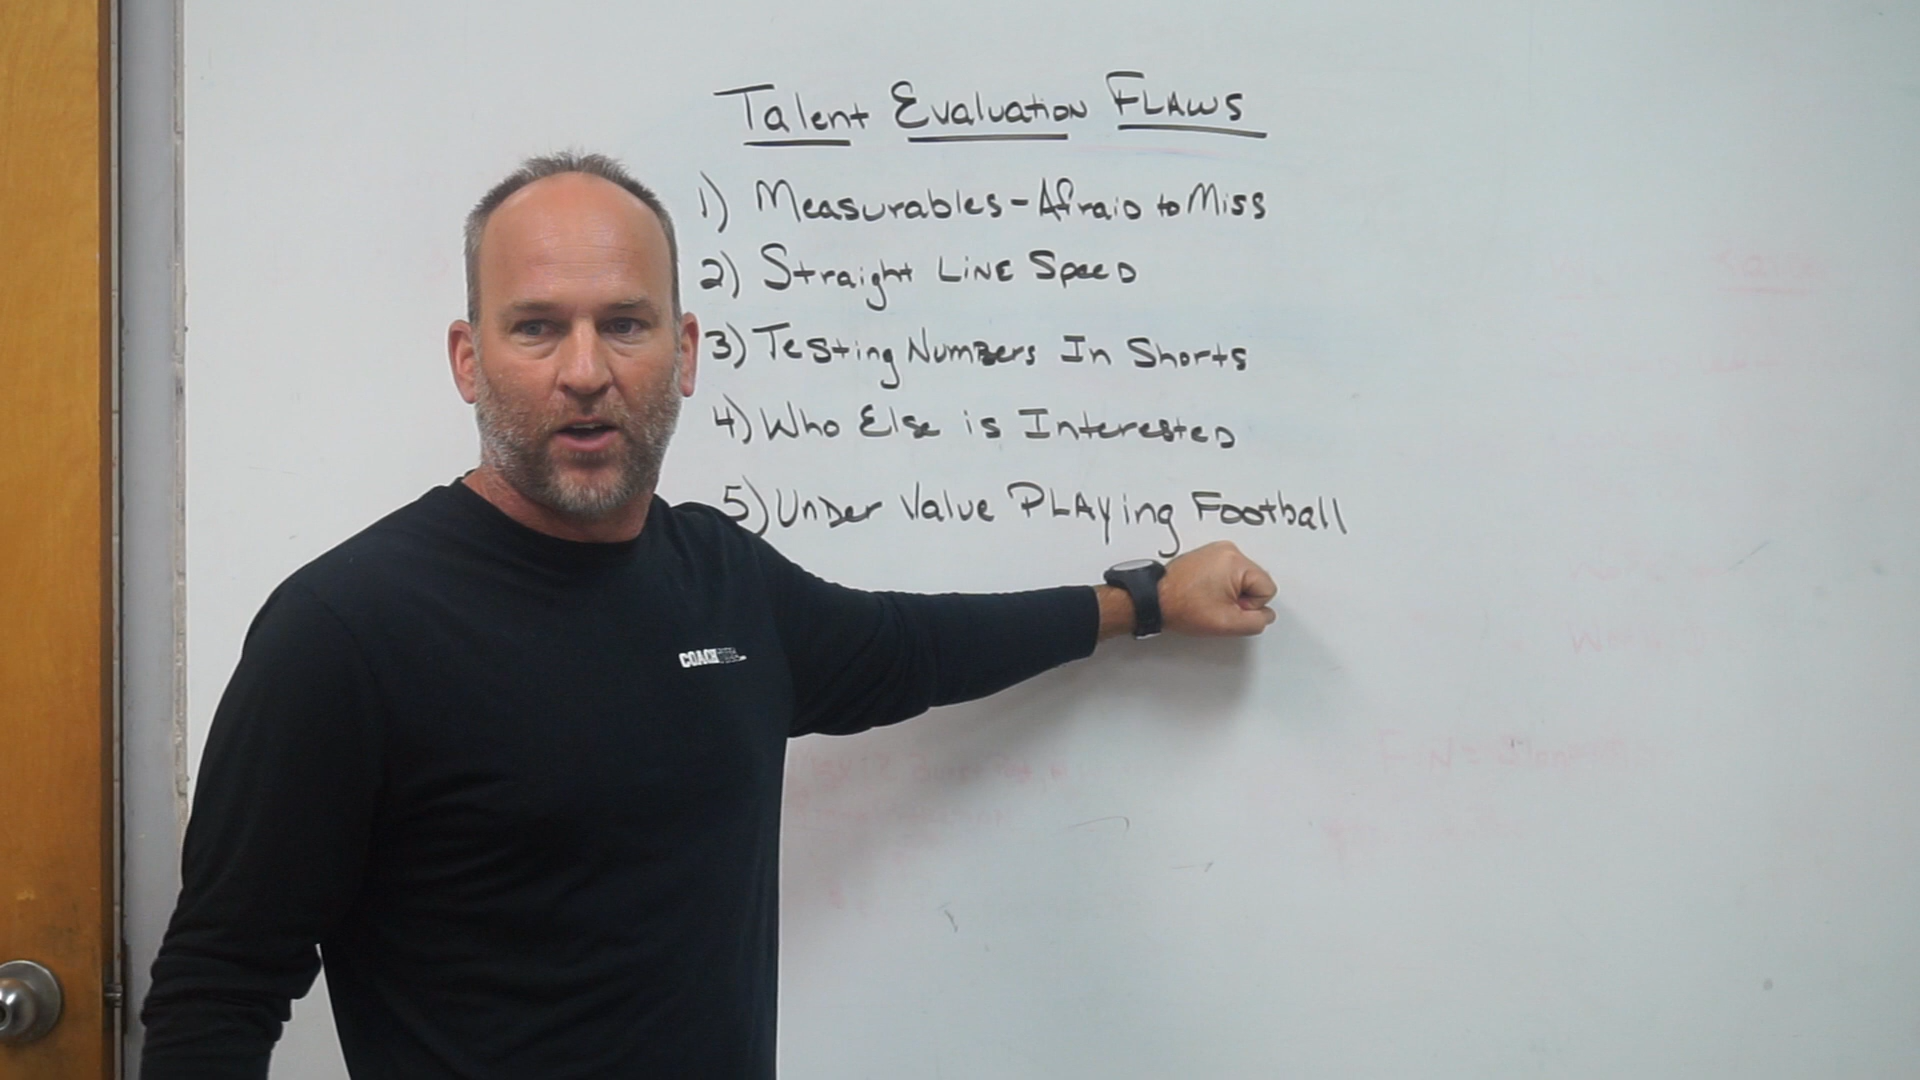 Talent Evaluation FLAWS
1) Measurables - Afraid to Miss
2) Straight LINE Speed
3) Testing Numbers In Shorts
4) Who Else is Interested
5) Under Value PLAying Football
COACH